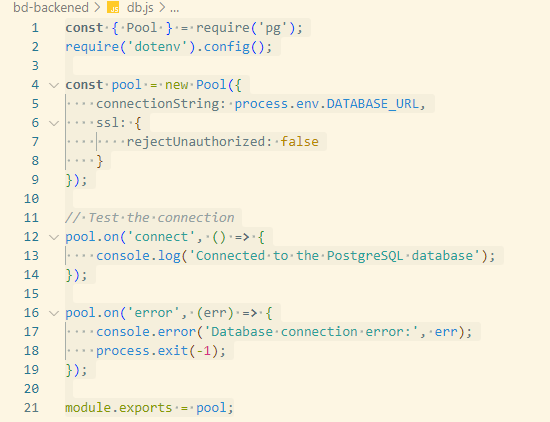 bd-backened > JS db.js > ...
1 const { Pool } = require('pg');
2 require('dotenv').config();
3
4 const pool = new Pool({
5     connectionString: process.env.DATABASE_URL,
6     ssl: {
7         rejectUnauthorized: false
8     }
9 });
10
11 // Test the connection
12 pool.on('connect', () => {
13     console.log('Connected to the PostgreSQL database');
14 });
15
16 pool.on('error', (err) => {
17     console.error('Database connection error:', err);
18     process.exit(-1);
19 });
20
21 module.exports = pool;